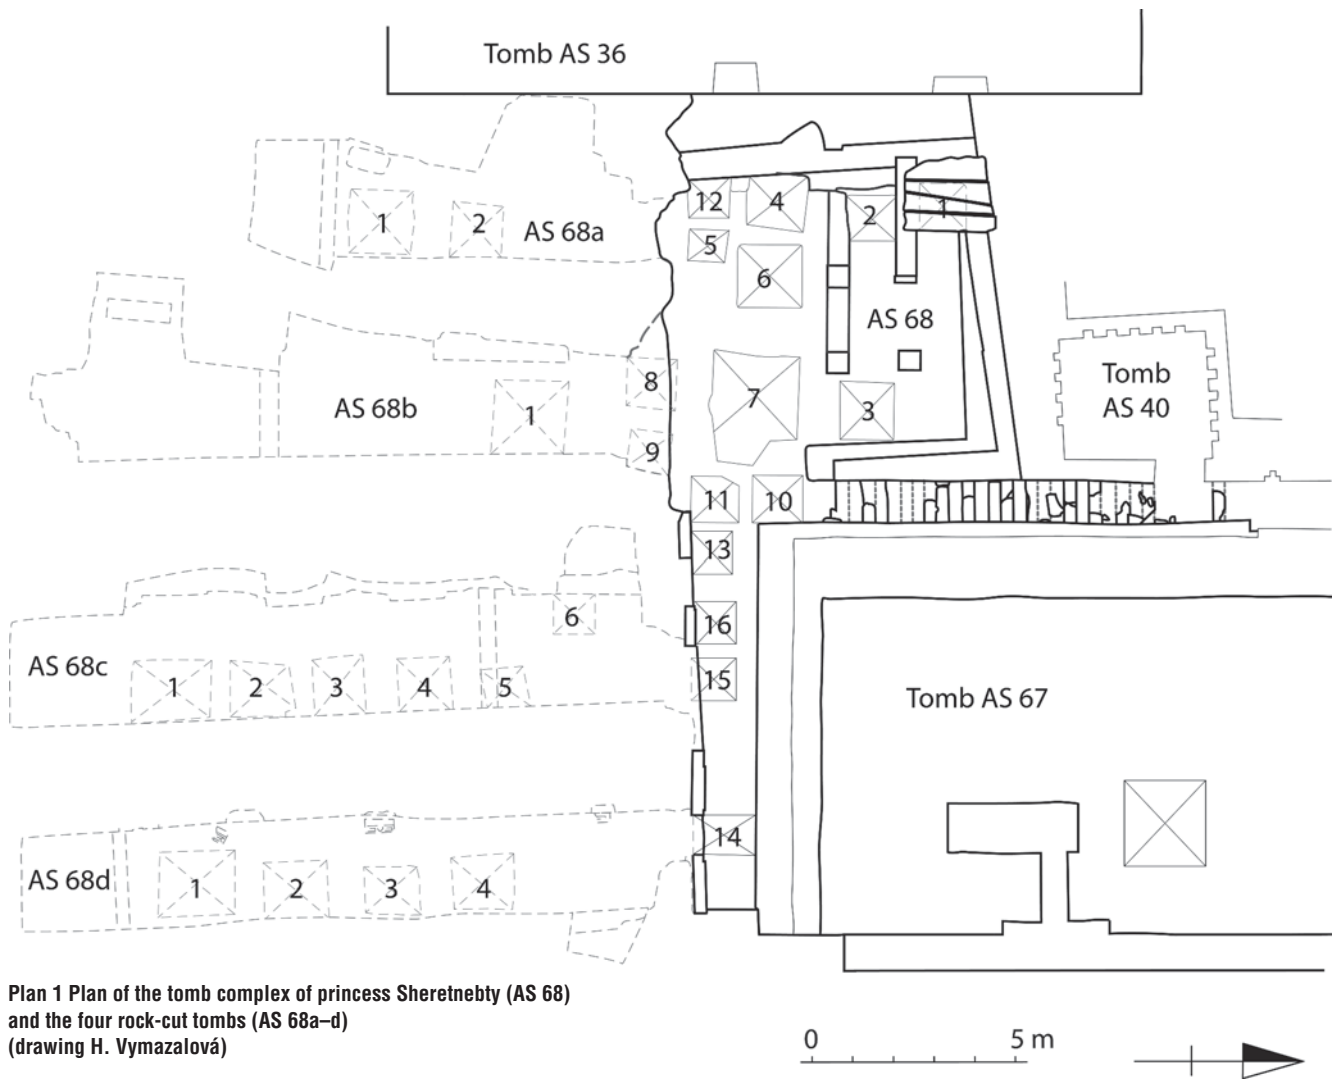 Tomb AS 36
12
4
2
1
1
2
AS 68a
5
6
AS 68
Tomb
AS 40
8
7
3
AS 68b
1
9
11
10
13
6
16
AS 68c
1
2
3
4
5
15
Tomb AS 67
14
AS 68d
1
2
3
4
Plan 1 Plan of the tomb complex of princess Sheretnebty (AS 68)
and the four rock-cut tombs (AS 68a–d)
(drawing H. Vymazalová)
0
5 m